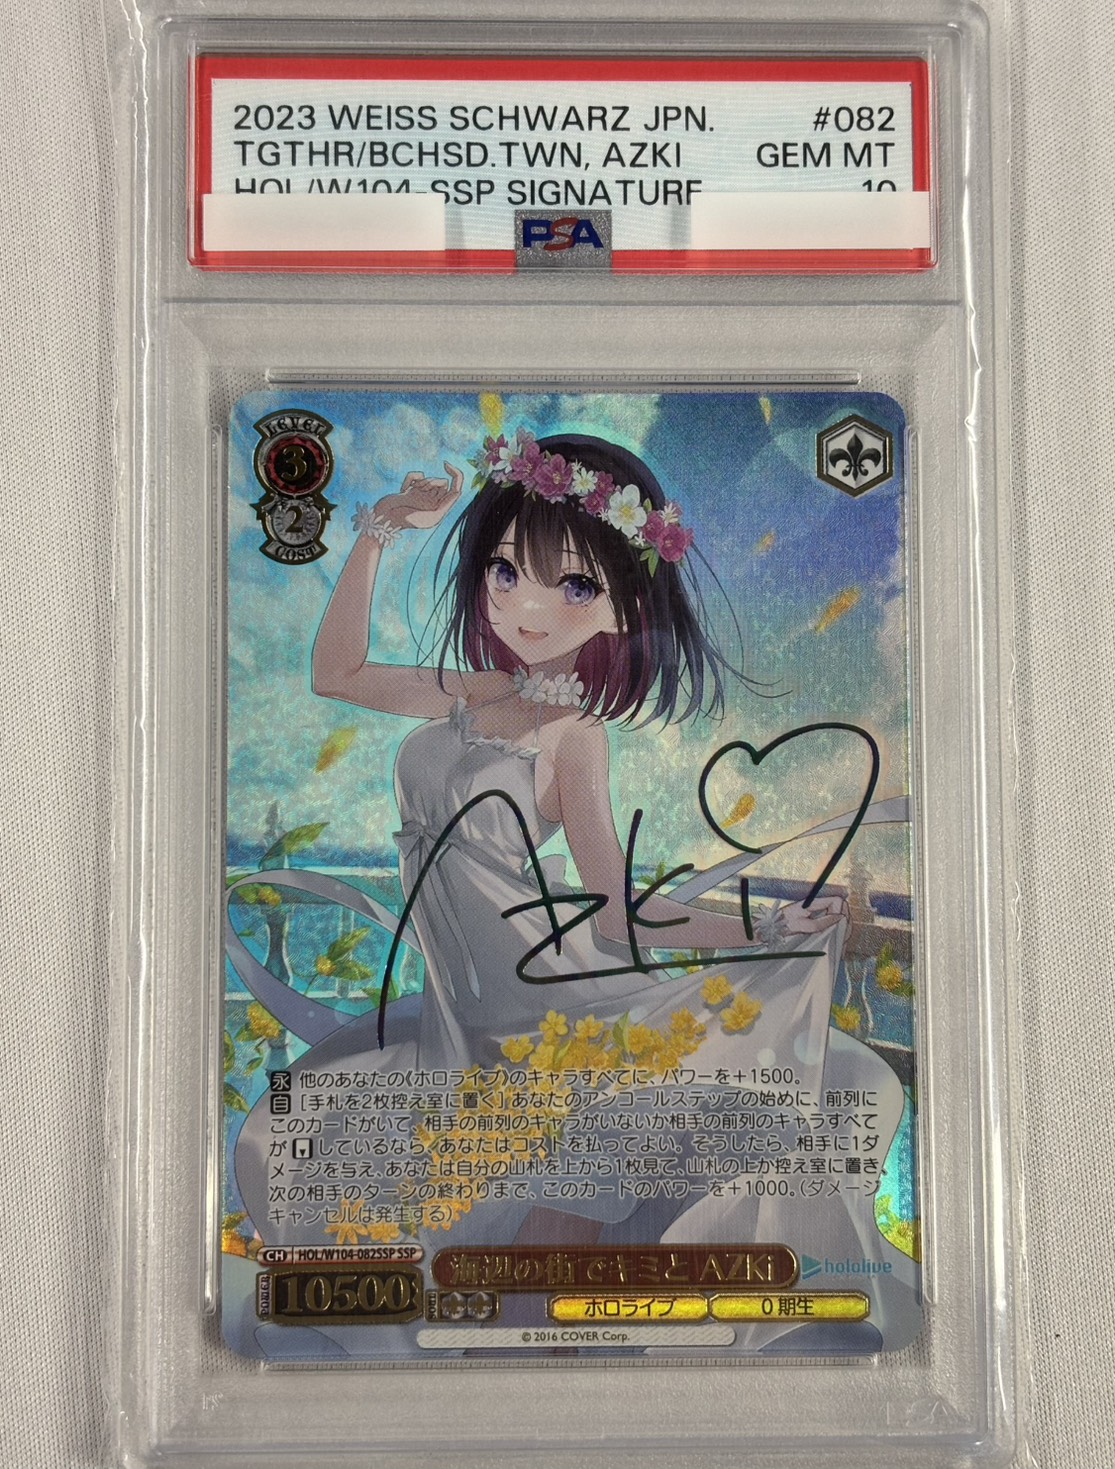 2023 WEISS SCHWARZ JPN. #082
TGTHR/BCHSD.TWN, AZKI GEM MT
HOL/W104-SSP SIGNATURE 10
PSA
LEVEL
3
2
COST
AZKi
永 他のあなたの《ホロライブ》のキャラすべてに、パワーを+1500。
自 [手札を2枚控え室に置く] あなたのアンコールステップの始めに、前列に
このカードがいて、相手の前列のキャラがいないか相手の前列のキャラすべて
が しているなら、あなたはコストを払ってよい。そうしたら、相手に1ダ
メージを与え、あなたは自分の山札を上から1枚見て、山札の上か控え室に置き、
次の相手のターンの終わりまで、このカードのパワーを+1000。(ダメージ
キャンセルは発生する)
CH HOL/W104-082SSP SSP
POWER 10500 SOUL
海辺の街でキミと AZKi
hololive
ホロライブ 0期生
© 2016 COVER Corp.